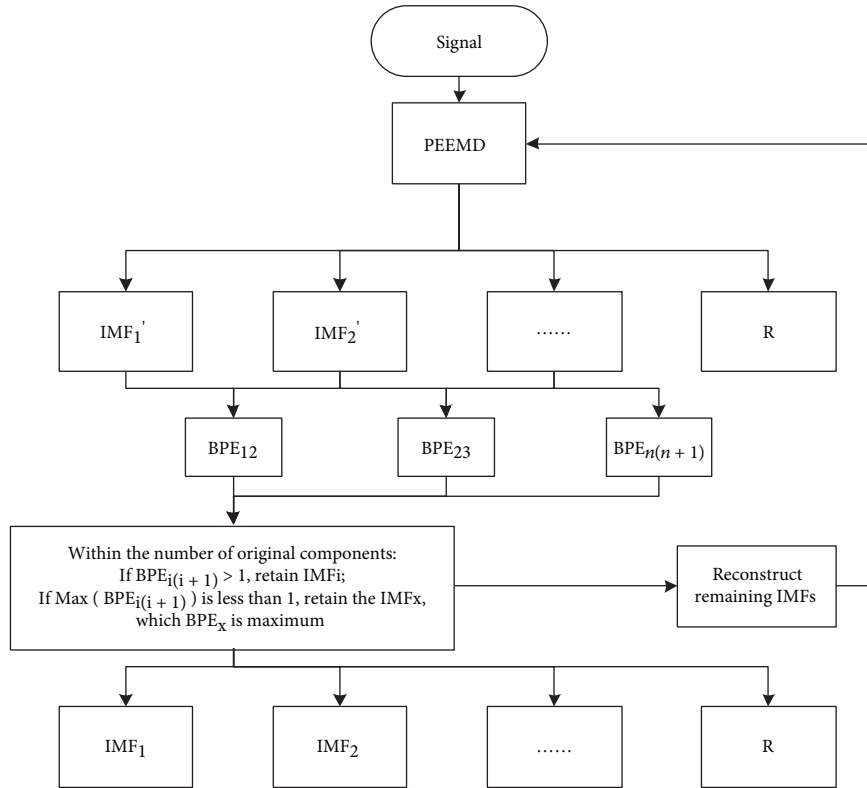 Signal
PEEMD
IMF₁' IMF₂' …… R
BPE₁₂ BPE₂₃ BPEₙ₍ₙ ₊ ₁₎
Within the number of original components:
If BPEᵢ₍ᵢ ₊ ₁₎ > 1, retain IMFi;
If Max ( BPEᵢ₍ᵢ ₊ ₁₎ ) is less than 1, retain the IMFx,
which BPEₓ is maximum
Reconstruct
remaining IMFs
IMF₁ IMF₂ …… R